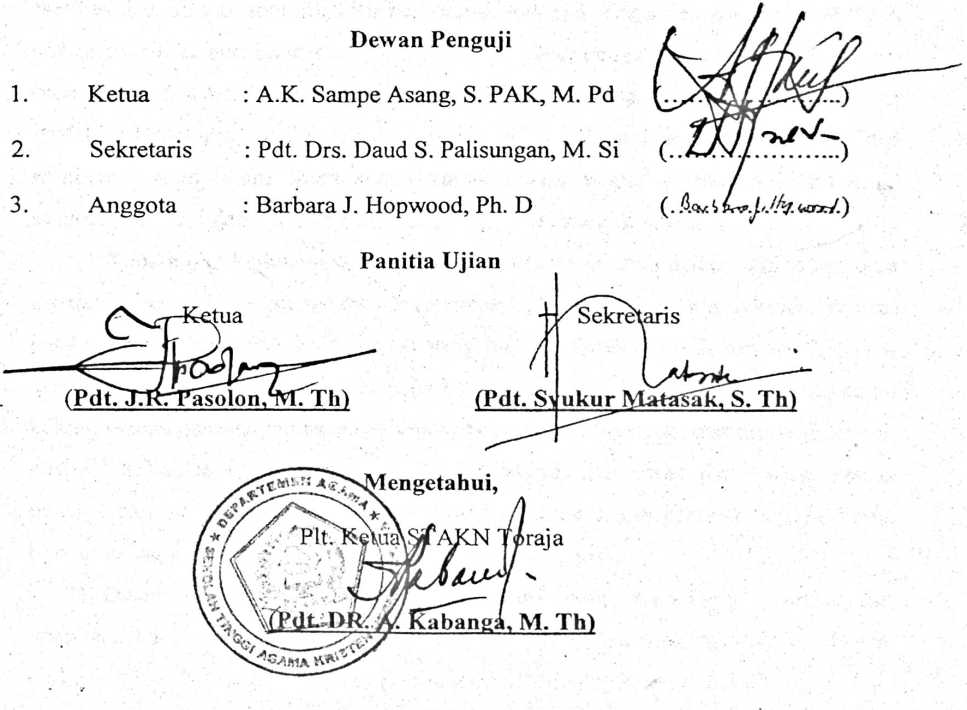 Dewan Penguji
1. Ketua : A.K. Sampe Asang, S. PAK, M. Pd (....................)
2. Sekretaris : Pdt. Drs. Daud S. Palisungan, M. Si (....................)
3. Anggota : Barbara J. Hopwood, Ph. D (. Barbara J. Hopwood.)
Panitia Ujian
Ketua Sekretaris
(Pdt. J.R. Pasolon, M. Th) (Pdt. Syukur Matasak, S. Th)
Mengetahui,
Plt. Ketua STAKN Toraja
(Pdt. DR. A. Kabanga, M. Th)
DEPARTEMEN AGAMA
TINGGI AGAMA